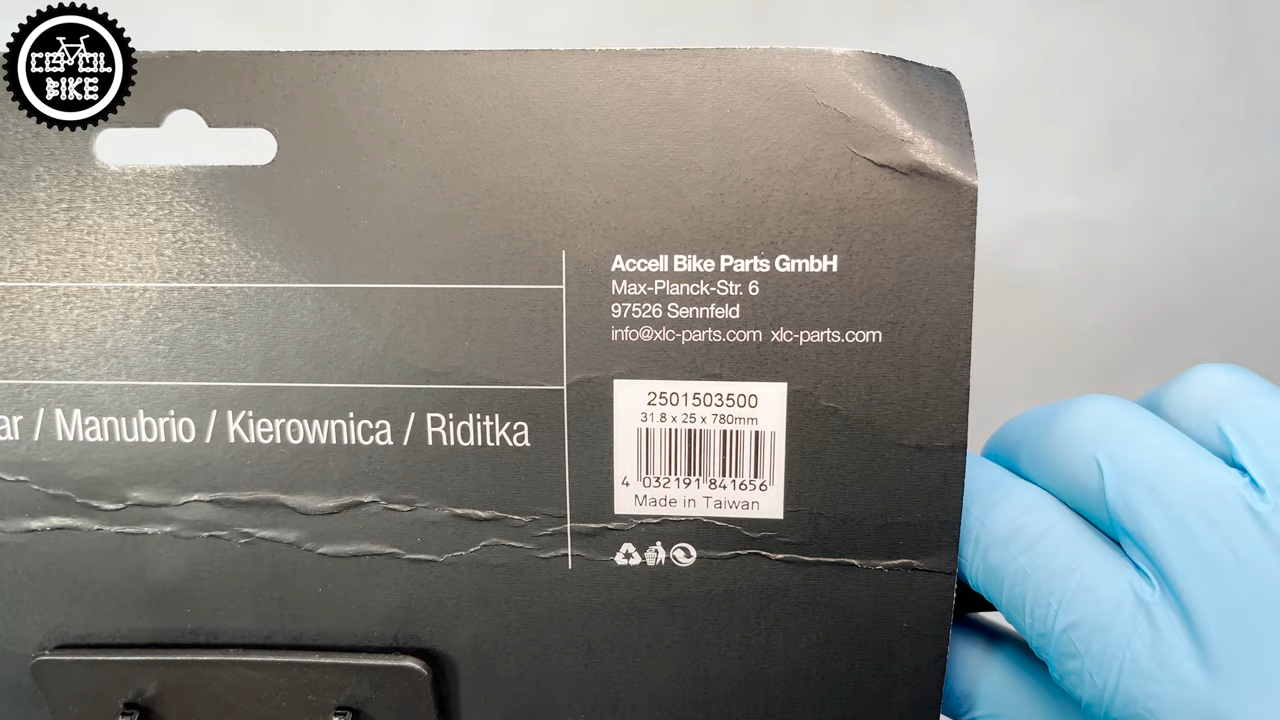 CENTOL
BIKE
Accell Bike Parts GmbH
Max-Planck-Str. 6
97526 Sennfeld
info@xlc-parts.com xlc-parts.com
ar / Manubrio / Kierownica / Riditka
2501503500
31.8 x 25 x 780mm
4 032191 841656
Made in Taiwan